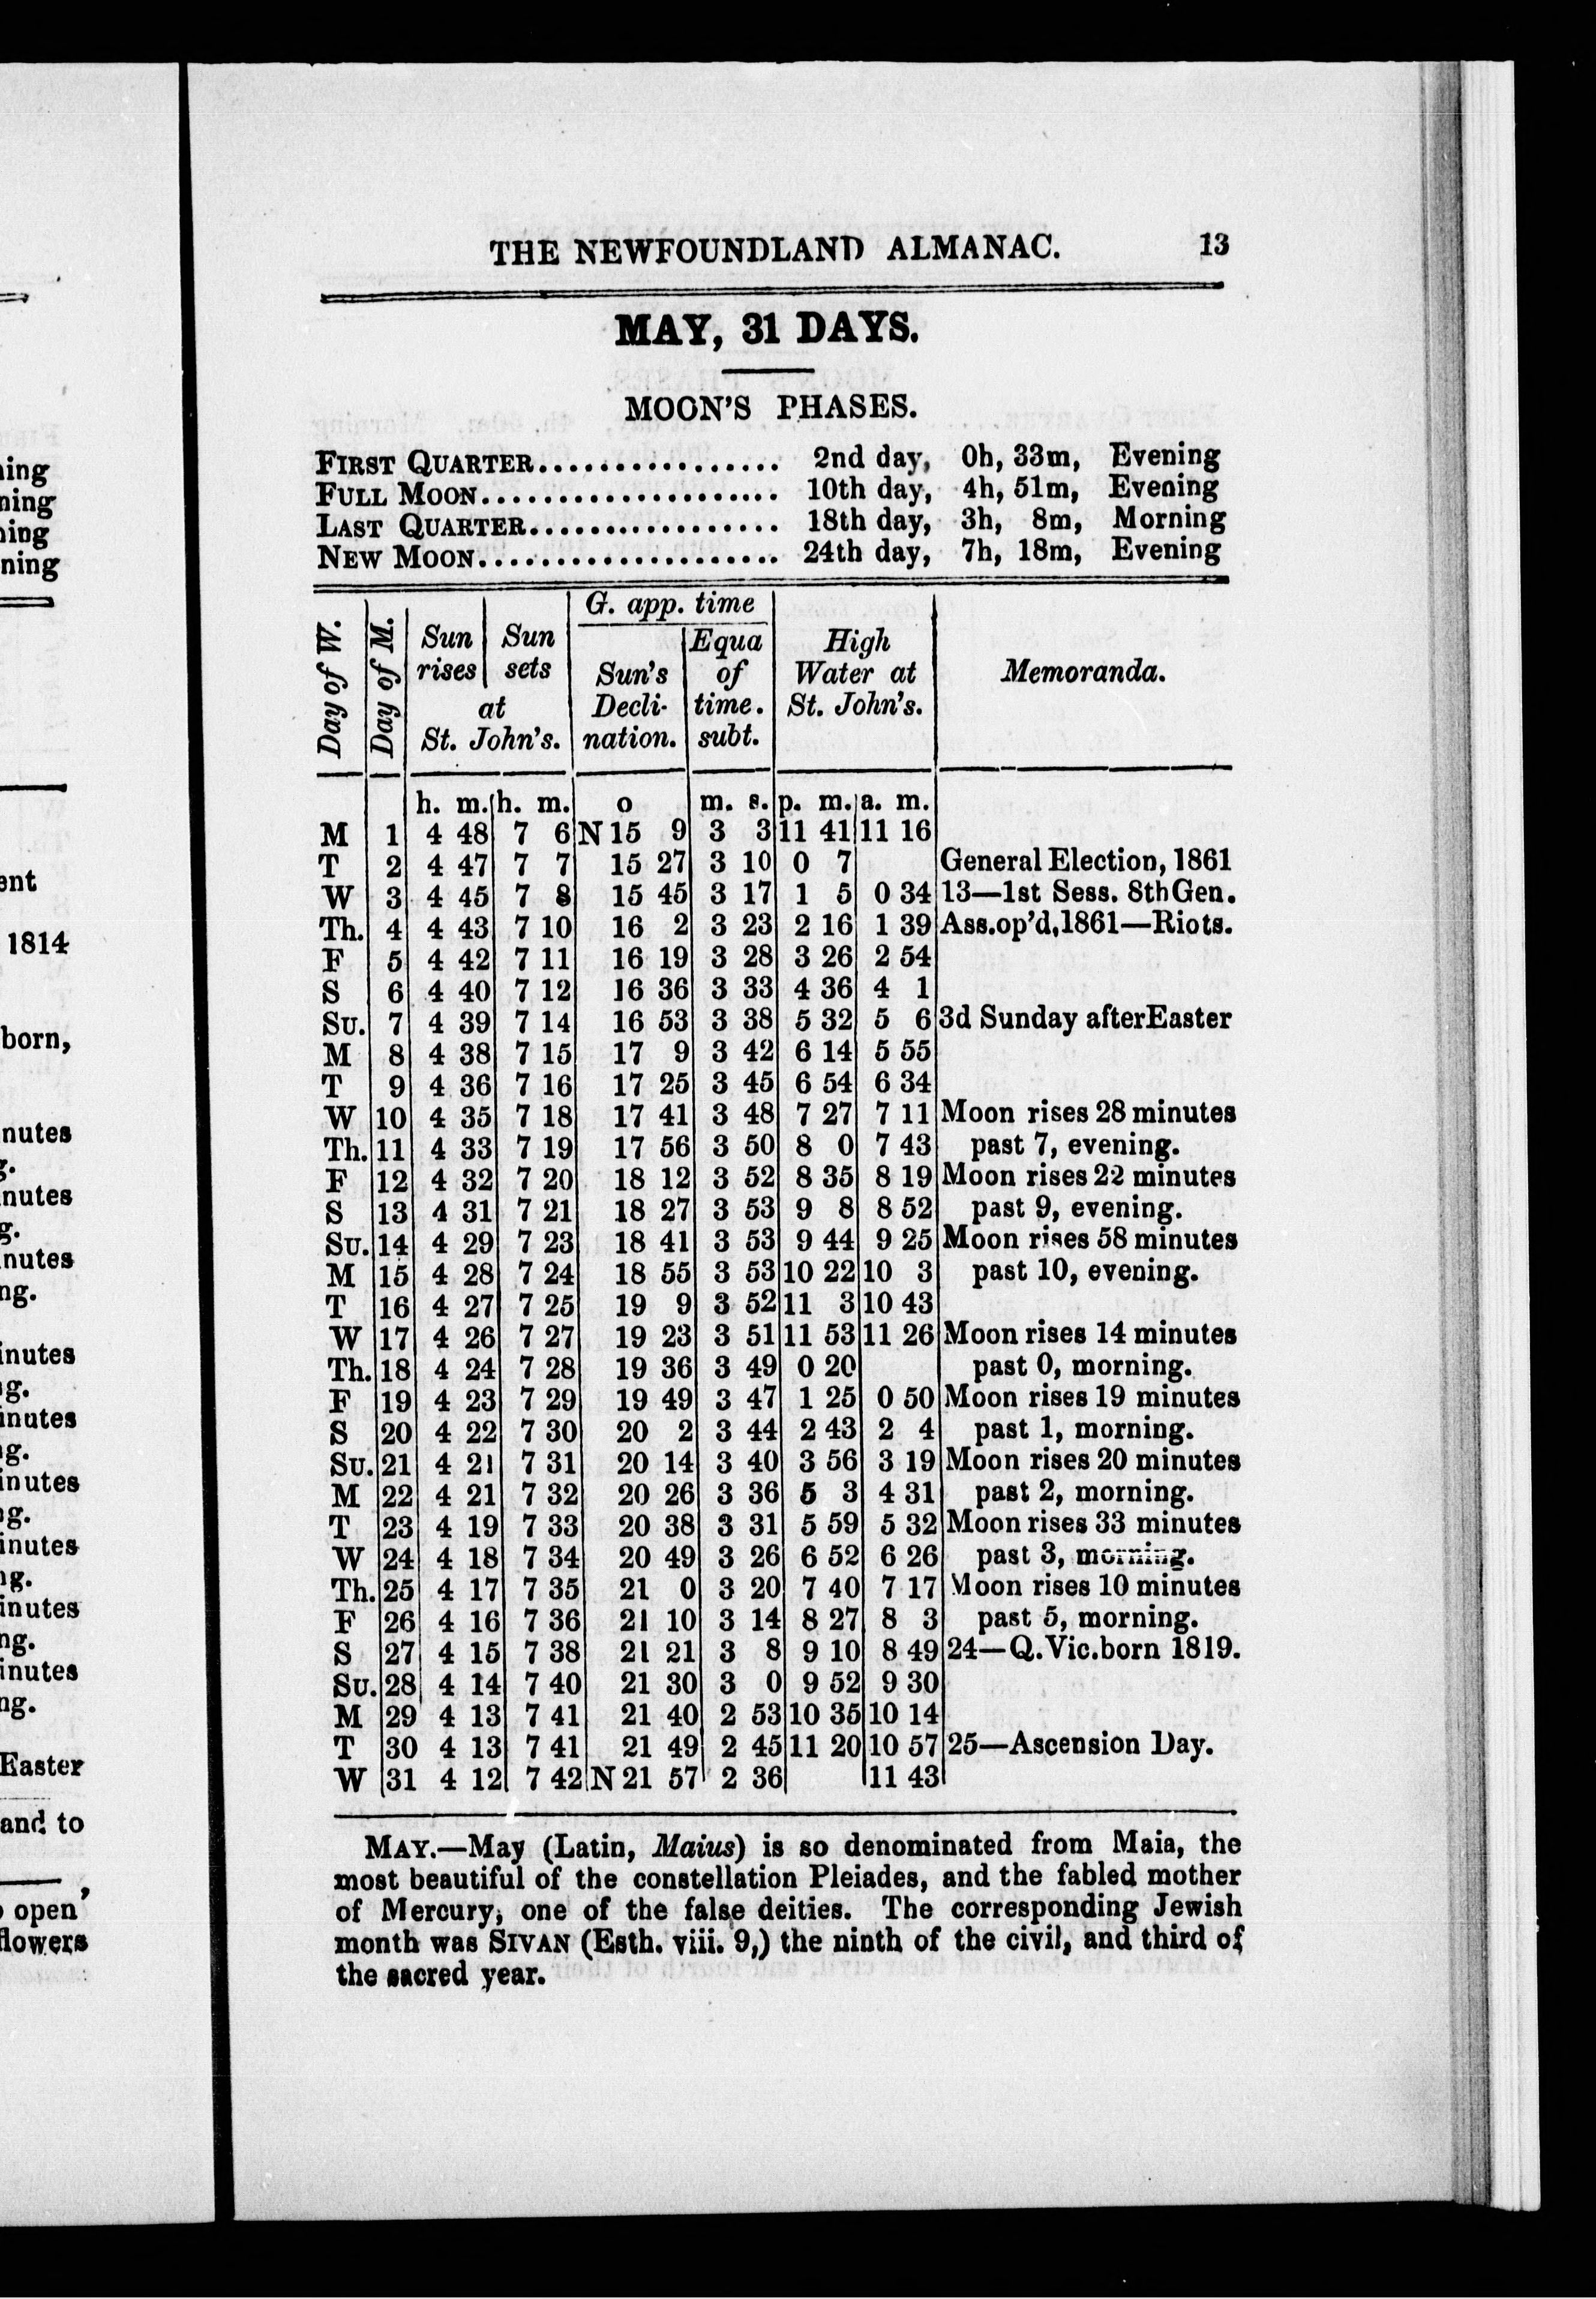 ning
ning
ning
ning
ent
1814
born,
nutes
g.
nutes
g.
nutes
ng.
inutes
g.
inutes
g.
inutes
g.
inutes
g.
inutes
ng.
inutes
ng.
Easter
and to
open
flowers
THE NEWFOUNDLAND ALMANAC. 13
MAY, 31 DAYS.
MOON'S PHASES.
FIRST QUARTER................ 2nd day, 0h, 33m, Evening
FULL MOON.................... 10th day, 4h, 51m, Evening
LAST QUARTER................. 18th day, 3h, 8m, Morning
NEW MOON.................... 24th day, 7h, 18m, Evening
Day of W. Day of M. Sun rises Sun sets at St. John's. G. app. time Sun's Decli-nation. Equa of time. subt. High Water at St. John's. Memoranda.
h. m. h. m. o m. s. p. m. a. m.
M 1 4 48 7 6 N 15 9 3 3 11 41 11 16
T 2 4 47 7 7 15 27 3 10 0 7 General Election, 1861
W 3 4 45 7 8 15 45 3 17 1 5 0 34 13—1st Sess. 8th Gen.
Th. 4 4 43 7 10 16 2 3 23 2 16 1 39 Ass. op'd, 1861—Riots.
F 5 4 42 7 11 16 19 3 28 3 26 2 54
S 6 4 40 7 12 16 36 3 33 4 36 4 1
SU. 7 4 39 7 14 16 53 3 38 5 32 5 6 3d Sunday after Easter
M 8 4 38 7 15 17 9 3 42 6 14 5 55
T 9 4 36 7 16 17 25 3 45 6 54 6 34
W 10 4 35 7 18 17 41 3 48 7 27 7 11 Moon rises 28 minutes
Th. 11 4 33 7 19 17 56 3 50 8 0 7 43 past 7, evening.
F 12 4 32 7 20 18 12 3 52 8 35 8 19 Moon rises 22 minutes
S 13 4 31 7 21 18 27 3 53 9 8 8 52 past 9, evening.
SU. 14 4 29 7 23 18 41 3 53 9 44 9 25 Moon rises 58 minutes
M 15 4 28 7 24 18 55 3 53 10 22 10 3 past 10, evening.
T 16 4 27 7 25 19 9 3 52 11 3 10 43
W 17 4 26 7 27 19 23 3 51 11 53 11 26 Moon rises 14 minutes
Th. 18 4 24 7 28 19 36 3 49 0 20 past 0, morning.
F 19 4 23 7 29 19 49 3 47 1 25 0 50 Moon rises 19 minutes
S 20 4 22 7 30 20 2 3 44 2 43 2 4 past 1, morning.
SU. 21 4 21 7 31 20 14 3 40 3 56 3 19 Moon rises 20 minutes
M 22 4 21 7 32 20 26 3 36 5 3 4 31 past 2, morning.
T 23 4 19 7 33 20 38 3 31 5 59 5 32 Moon rises 33 minutes
W 24 4 18 7 34 20 49 3 26 6 52 6 26 past 3, morning.
Th. 25 4 17 7 35 21 0 3 20 7 40 7 17 Moon rises 10 minutes
F 26 4 16 7 36 21 10 3 14 8 27 8 3 past 5, morning.
S 27 4 15 7 38 21 21 3 8 9 10 8 49 24—Q. Vic. born 1819.
SU. 28 4 14 7 40 21 30 3 0 9 52 9 30
M 29 4 13 7 41 21 40 2 53 10 35 10 14
T 30 4 13 7 41 21 49 2 45 11 20 10 57 25—Ascension Day.
W 31 4 12 7 42 N 21 57 2 36 11 43
MAY.—May (Latin, Maius) is so denominated from Maia, the
most beautiful of the constellation Pleiades, and the fabled mother
of Mercury, one of the false deities. The corresponding Jewish
month was SIVAN (Esth. viii. 9,) the ninth of the civil, and third of
the sacred year.